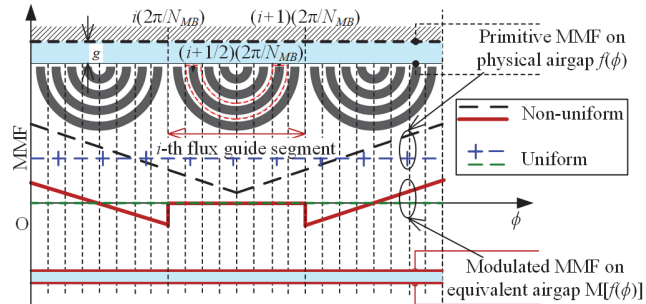 i(2π/N_MB) (i+1)(2π/N_MB)
g (i+1/2)(2π/N_MB)
Primitive MMF on
physical airgap f(ϕ)
MMF
i-th flux guide segment
Non-uniform
Uniform
O
ϕ
Modulated MMF on
equivalent airgap M[f(ϕ)]